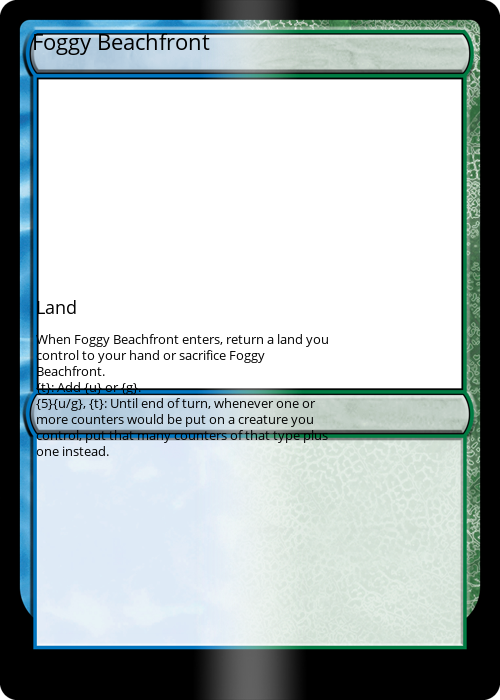 Foggy Beachfront
Land
When Foggy Beachfront enters, return a land you
control to your hand or sacrifice Foggy
Beachfront.
{t}: Add {u} or {g}.
{5}{u/g}, {t}: Until end of turn, whenever one or
more counters would be put on a creature you
control, put that many counters of that type plus
one instead.